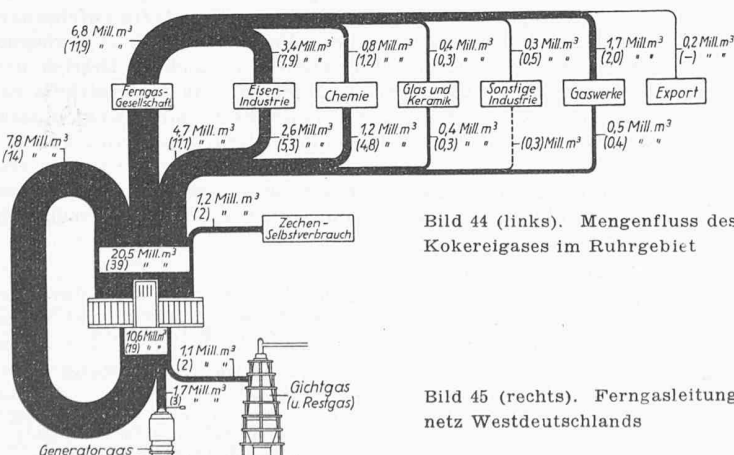 6,8 Mill.m³
(11,9) " "
3,4 Mill.m³
(7,9) " "
0,8 Mill.m³
(1,2) " "
0,4 Mill.m³
(0,3) " "
0,3 Mill.m³
(0,5) " "
1,7 Mill.m³
(2,0) " "
0,2 Mill.m³
(–) " "
Ferngas-
Gesellschaft
Eisen-
Industrie
Chemie
Glas und
Keramik
Sonstige
Industrie
Gaswerke
Export
7,8 Mill.m³
(14) " "
4,7 Mill.m³
(11,1) " "
2,6 Mill.m³
(5,3) " "
1,2 Mill.m³
(4,8) " "
0,4 Mill.m³
(0,3) " "
(0,3) Mill.m³
0,5 Mill.m³
(0,4) " "
1,2 Mill.m³
(2) " "
Zechen-
Selbstverbrauch
20,5 Mill.m³
(39) " "
Bild 44 (links). Mengenfluss des
Kokereigases im Ruhrgebiet
10,6 Mill.m³
(19) " "
1,1 Mill.m³
(2) " "
1,7 Mill.m³
(3) " "
Gichtgas
(u. Restgas)
Generatorgas
Bild 45 (rechts). Ferngasleitung
netz Westdeutschlands